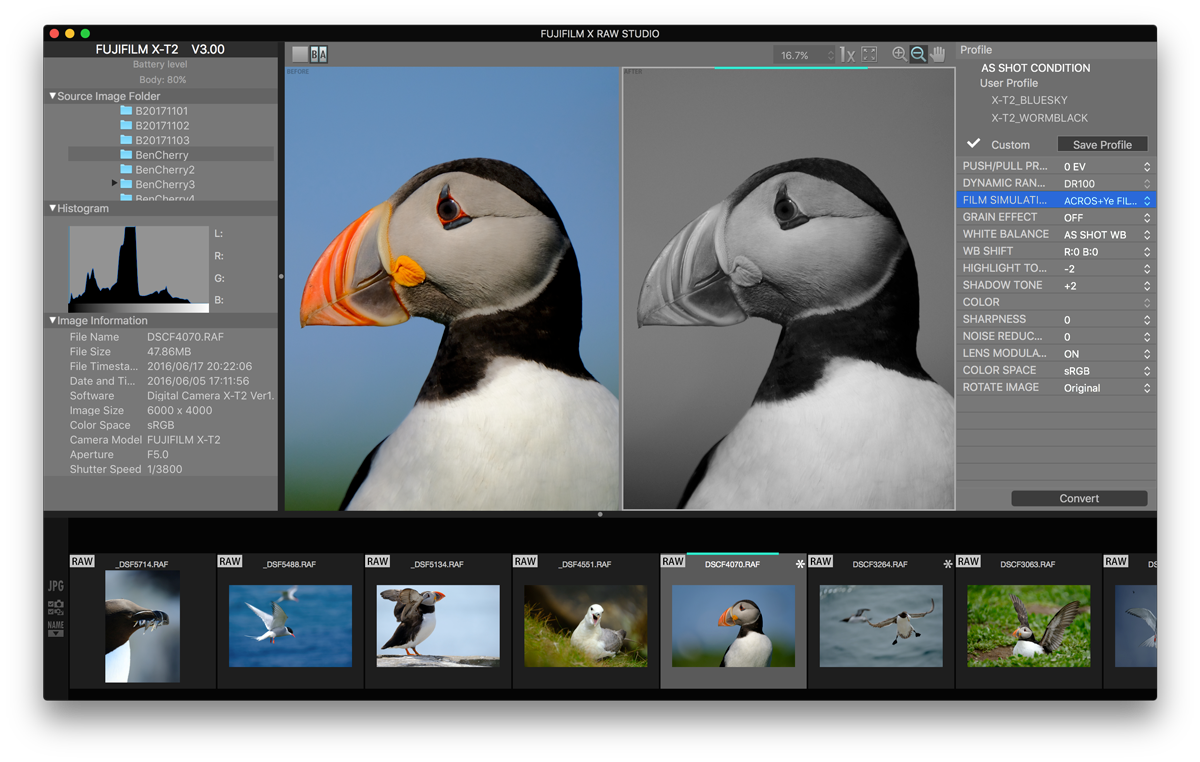 FUJIFILM X RAW STUDIO
FUJIFILM X-T2 V3.00
Battery level
Body: 80%
▼Source Image Folder
B20171101
B20171102
B20171103
BenCherry
BenCherry2
BenCherry3
BenCherry4
▼Histogram
L:
R:
G:
B:
▼Image Information
File Name DSCF4070.RAF
File Size 47.86MB
File Timesta... 2016/06/17 20:22:06
Date and Ti... 2016/06/05 17:11:56
Software Digital Camera X-T2 Ver1.
Image Size 6000 x 4000
Color Space sRGB
Camera Model FUJIFILM X-T2
Aperture F5.0
Shutter Speed 1/3800
B A
16.7%
1x
BEFORE
AFTER
Profile
AS SHOT CONDITION
User Profile
X-T2_BLUESKY
X-T2_WORMBLACK
Custom Save Profile
PUSH/PULL PR... 0 EV
DYNAMIC RAN... DR100
FILM SIMULATI... ACROS+Ye FIL...
GRAIN EFFECT OFF
WHITE BALANCE AS SHOT WB
WB SHIFT R:0 B:0
HIGHLIGHT TO... -2
SHADOW TONE +2
COLOR
SHARPNESS 0
NOISE REDUC... 0
LENS MODULA... ON
COLOR SPACE sRGB
ROTATE IMAGE Original
Convert
JPG
NAME
RAW _DSF5714.RAF
RAW _DSF5488.RAF
RAW _DSF5134.RAF
RAW _DSF4551.RAF
RAW DSCF4070.RAF *
RAW DSCF3264.RAF *
RAW DSCF3063.RAF
RAW DS